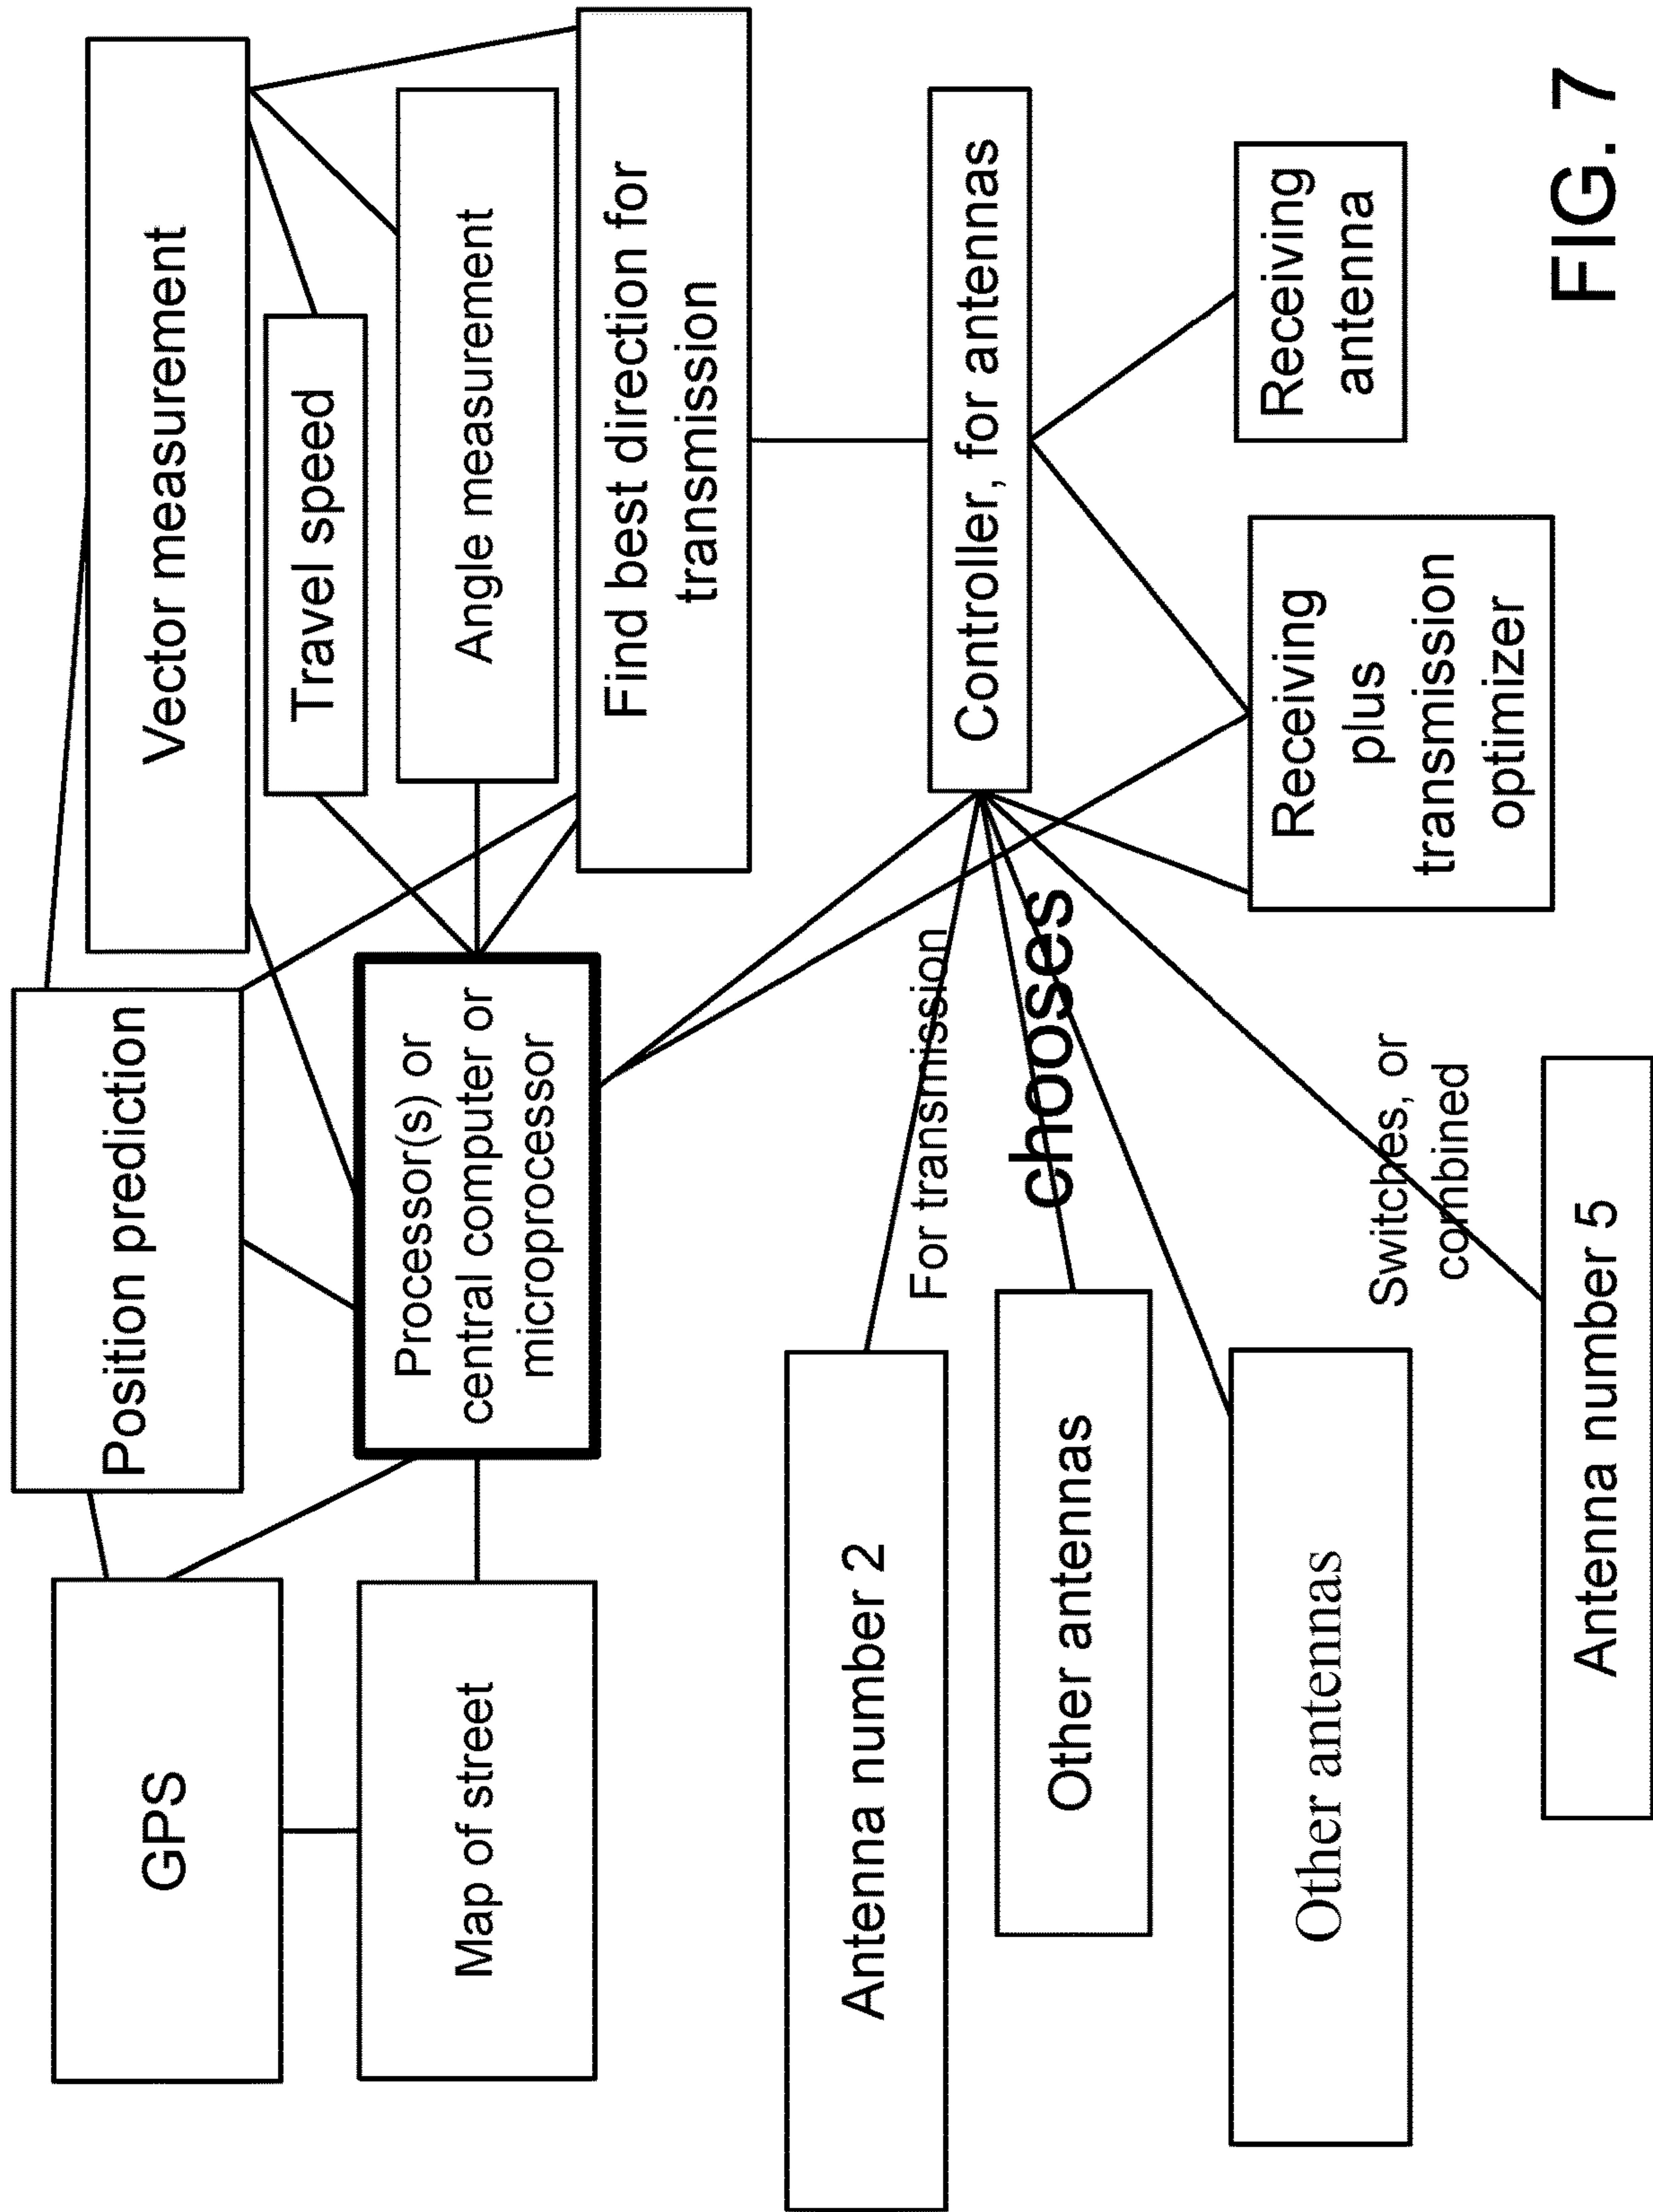 GPS
Position prediction
Vector measurement
Travel speed
Map of street
Processor(s) or
central computer or
microprocessor
Angle measurement
Find best direction for
transmission
Antenna number 2
For transmission
Controller, for antennas
Other antennas
chooses
Other antennas
Switches, or
combined
Receiving
plus
transmission
optimizer
Receiving
antenna
Antenna number 5
FIG. 7